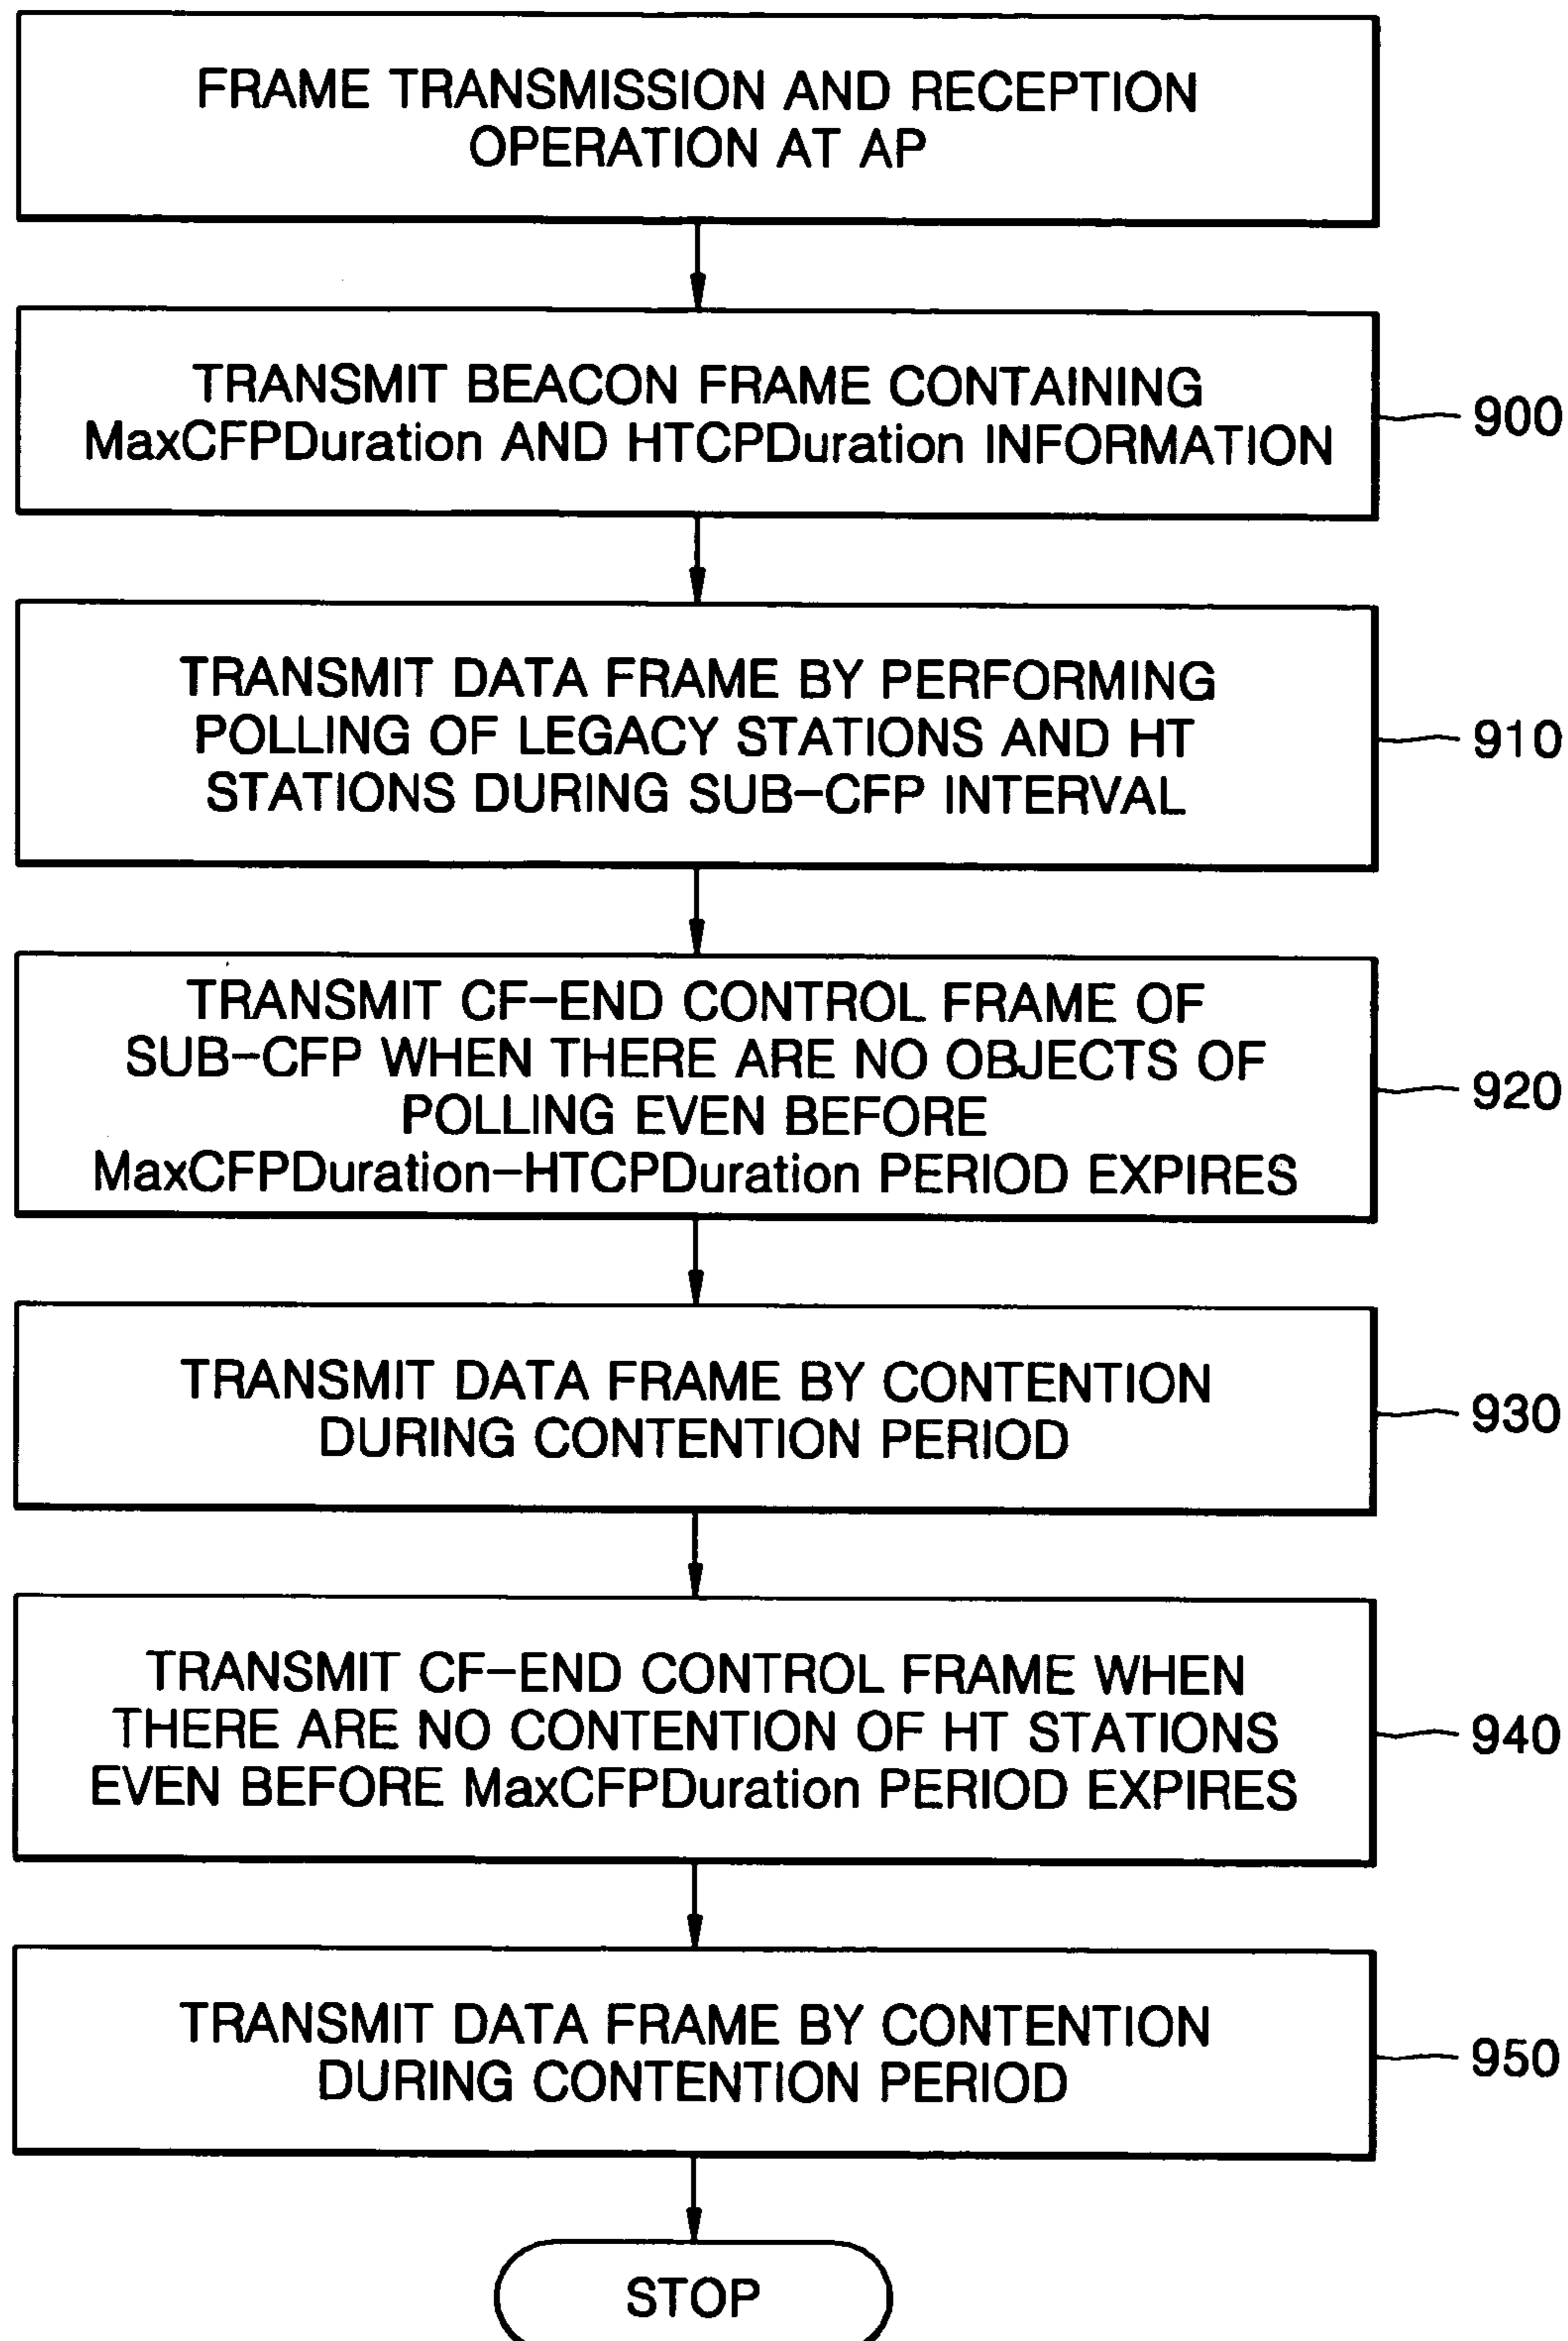 FRAME TRANSMISSION AND RECEPTION
OPERATION AT AP
TRANSMIT BEACON FRAME CONTAINING
MaxCFPDuration AND HTCPDuration INFORMATION
900
TRANSMIT DATA FRAME BY PERFORMING
POLLING OF LEGACY STATIONS AND HT
STATIONS DURING SUB-CFP INTERVAL
910
TRANSMIT CF-END CONTROL FRAME OF
SUB-CFP WHEN THERE ARE NO OBJECTS OF
POLLING EVEN BEFORE
MaxCFPDuration-HTCPDuration PERIOD EXPIRES
920
TRANSMIT DATA FRAME BY CONTENTION
DURING CONTENTION PERIOD
930
TRANSMIT CF-END CONTROL FRAME WHEN
THERE ARE NO CONTENTION OF HT STATIONS
EVEN BEFORE MaxCFPDuration PERIOD EXPIRES
940
TRANSMIT DATA FRAME BY CONTENTION
DURING CONTENTION PERIOD
950
STOP